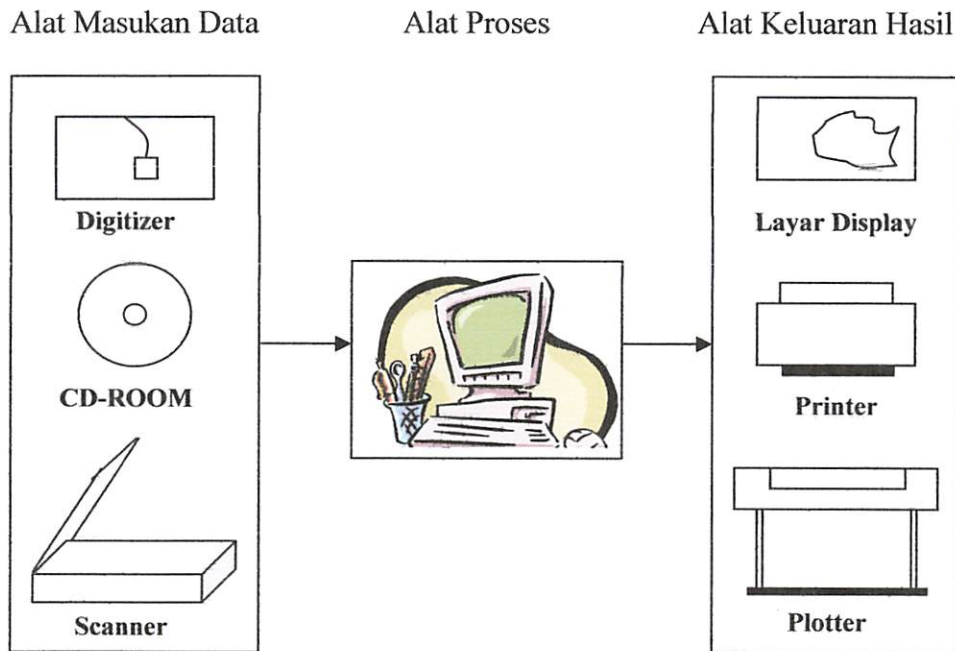 Alat Masukan Data
Alat Proses
Alat Keluaran Hasil
Digitizer
CD-ROOM
Scanner
Layar Display
Printer
Plotter